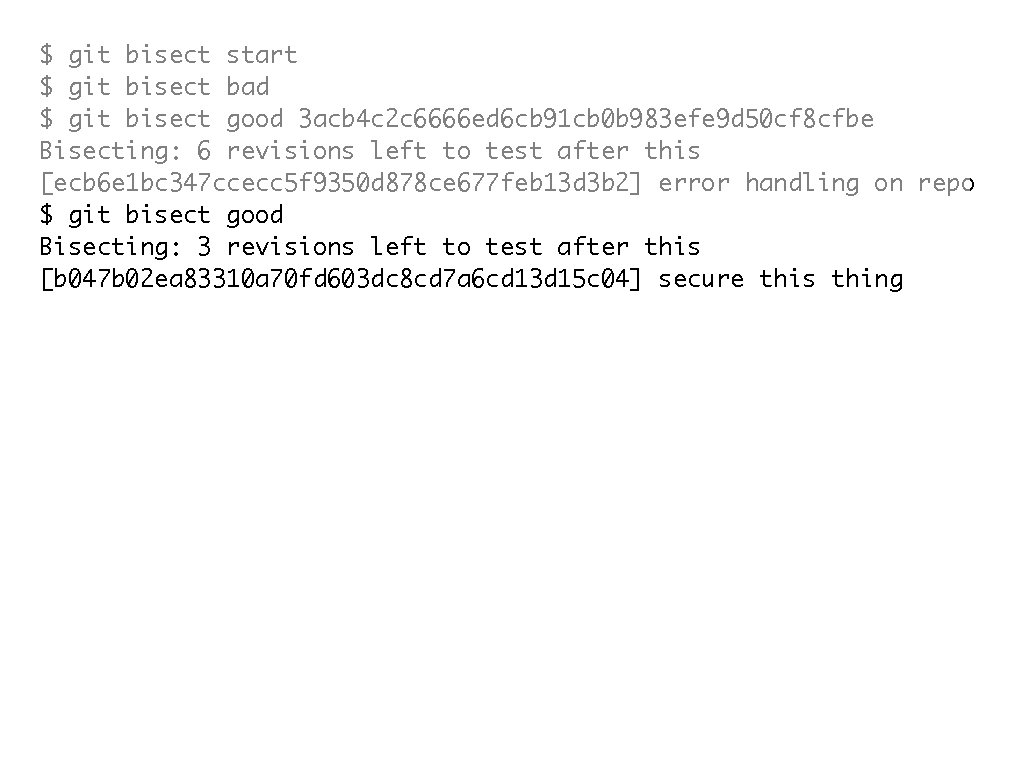 $ git bisect start
$ git bisect bad
$ git bisect good 3acb4c2c6666ed6cb91cb0b983efe9d50cf8cfbe
Bisecting: 6 revisions left to test after this
[ecb6e1bc347ccecc5f9350d878ce677feb13d3b2] error handling on repo
$ git bisect good
Bisecting: 3 revisions left to test after this
[b047b02ea83310a70fd603dc8cd7a6cd13d15c04] secure this thing